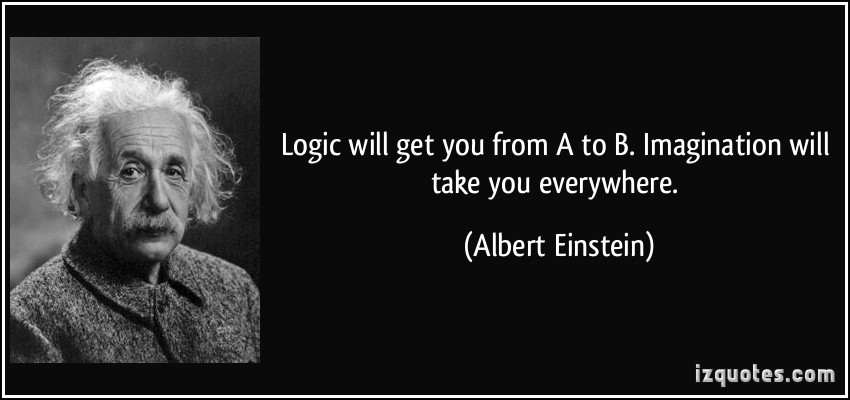 Logic will get you from A to B. Imagination will
take you everywhere.
(Albert Einstein)
izquotes.com